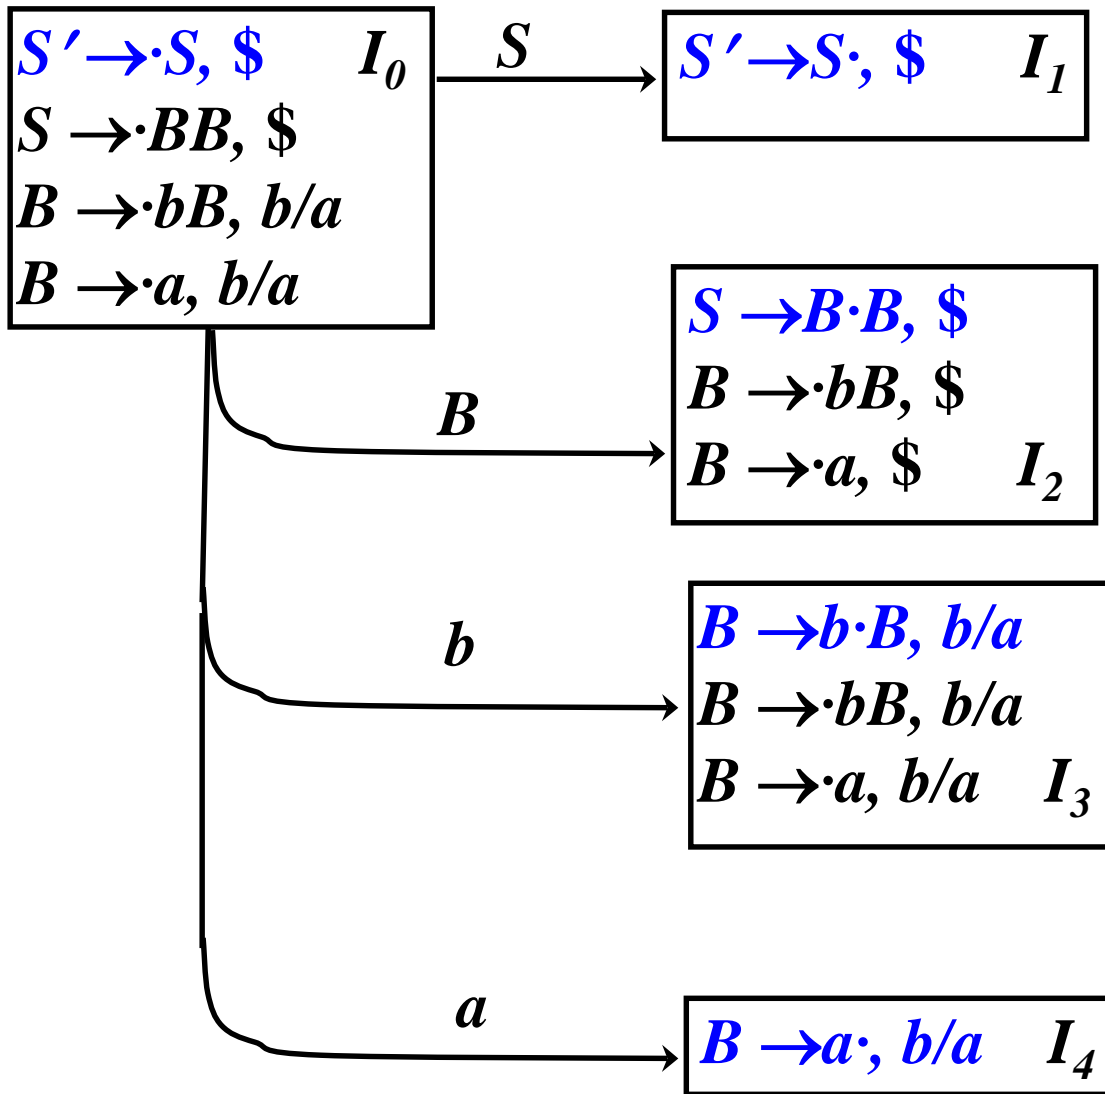 S′→·S, $ I₀
S →·BB, $
B →·bB, b/a
B →·a, b/a
S
S′→S·, $ I₁
B
S →B·B, $
B →·bB, $
B →·a, $ I₂
b
B →b·B, b/a
B →·bB, b/a
B →·a, b/a I₃
a
B →a·, b/a I₄